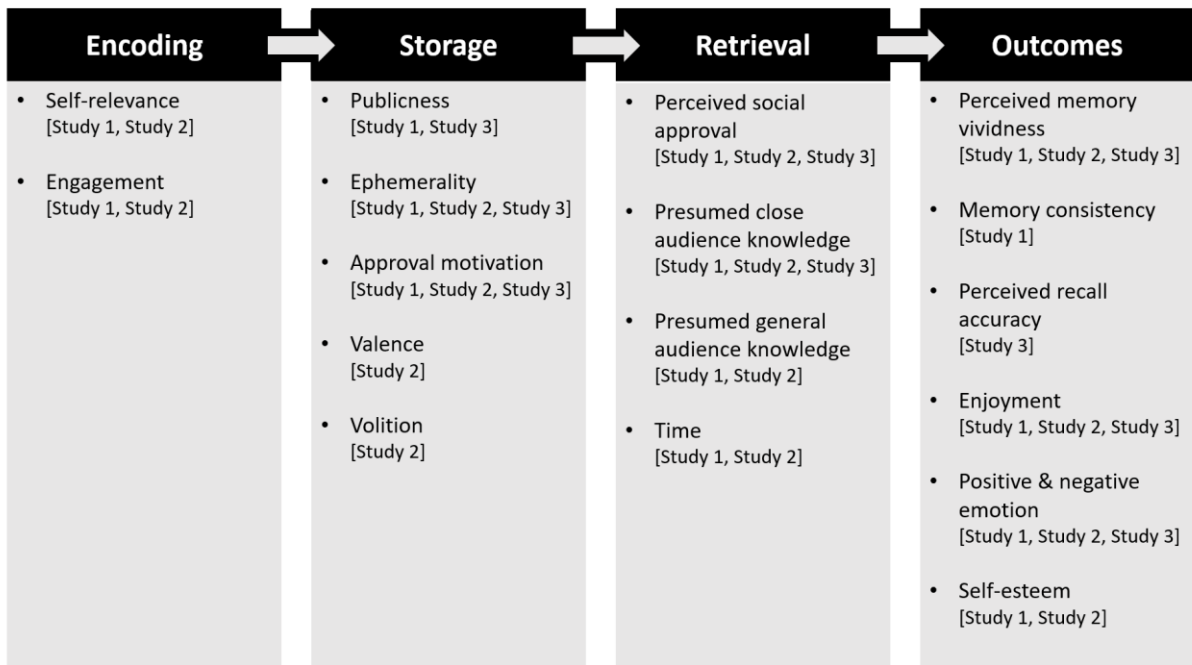 Encoding
Storage
Retrieval
Outcomes
• Self-relevance
[Study 1, Study 2]
• Engagement
[Study 1, Study 2]
• Publicness
[Study 1, Study 3]
• Ephemerality
[Study 1, Study 2, Study 3]
• Approval motivation
[Study 1, Study 2, Study 3]
• Valence
[Study 2]
• Volition
[Study 2]
• Perceived social
approval
[Study 1, Study 2, Study 3]
• Presumed close
audience knowledge
[Study 1, Study 2, Study 3]
• Presumed general
audience knowledge
[Study 1, Study 2]
• Time
[Study 1, Study 2]
• Perceived memory
vividness
[Study 1, Study 2, Study 3]
• Memory consistency
[Study 1]
• Perceived recall
accuracy
[Study 3]
• Enjoyment
[Study 1, Study 2, Study 3]
• Positive & negative
emotion
[Study 1, Study 2, Study 3]
• Self-esteem
[Study 1, Study 2]